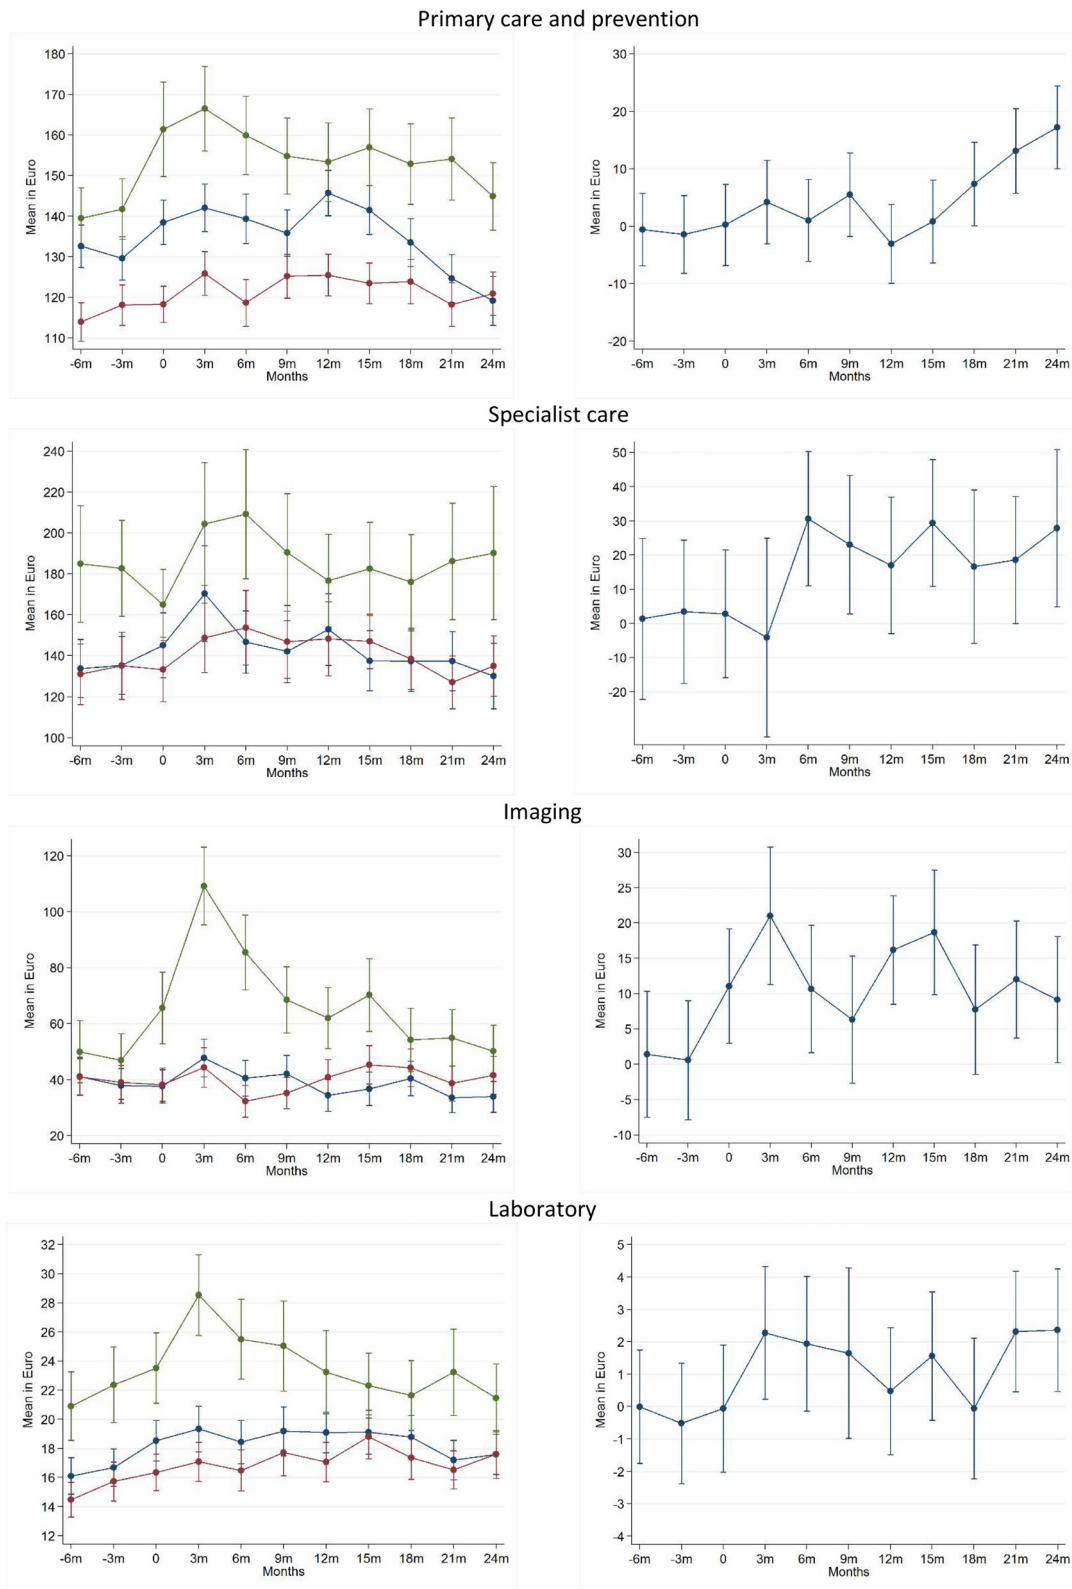 Primary care and prevention
180
170
160
150
140
130
120
110
Mean in Euro
-6m -3m 0 3m 6m 9m 12m 15m 18m 21m 24m
Months
30
20
10
0
-10
-20
Mean in Euro
-6m -3m 0 3m 6m 9m 12m 15m 18m 21m 24m
Months
Specialist care
240
220
200
180
160
140
120
100
Mean in Euro
-6m -3m 0 3m 6m 9m 12m 15m 18m 21m 24m
Months
50
40
30
20
10
0
-10
-20
Mean in Euro
-6m -3m 0 3m 6m 9m 12m 15m 18m 21m 24m
Months
Imaging
120
100
80
60
40
20
Mean in Euro
-6m -3m 0 3m 6m 9m 12m 15m 18m 21m 24m
Months
30
25
20
15
10
5
0
-5
-10
Mean in Euro
-6m -3m 0 3m 6m 9m 12m 15m 18m 21m 24m
Months
Laboratory
32
30
28
26
24
22
20
18
16
14
12
Mean in Euro
-6m -3m 0 3m 6m 9m 12m 15m 18m 21m 24m
Months
5
4
3
2
1
0
-1
-2
-3
-4
Mean in Euro
-6m -3m 0 3m 6m 9m 12m 15m 18m 21m 24m
Months